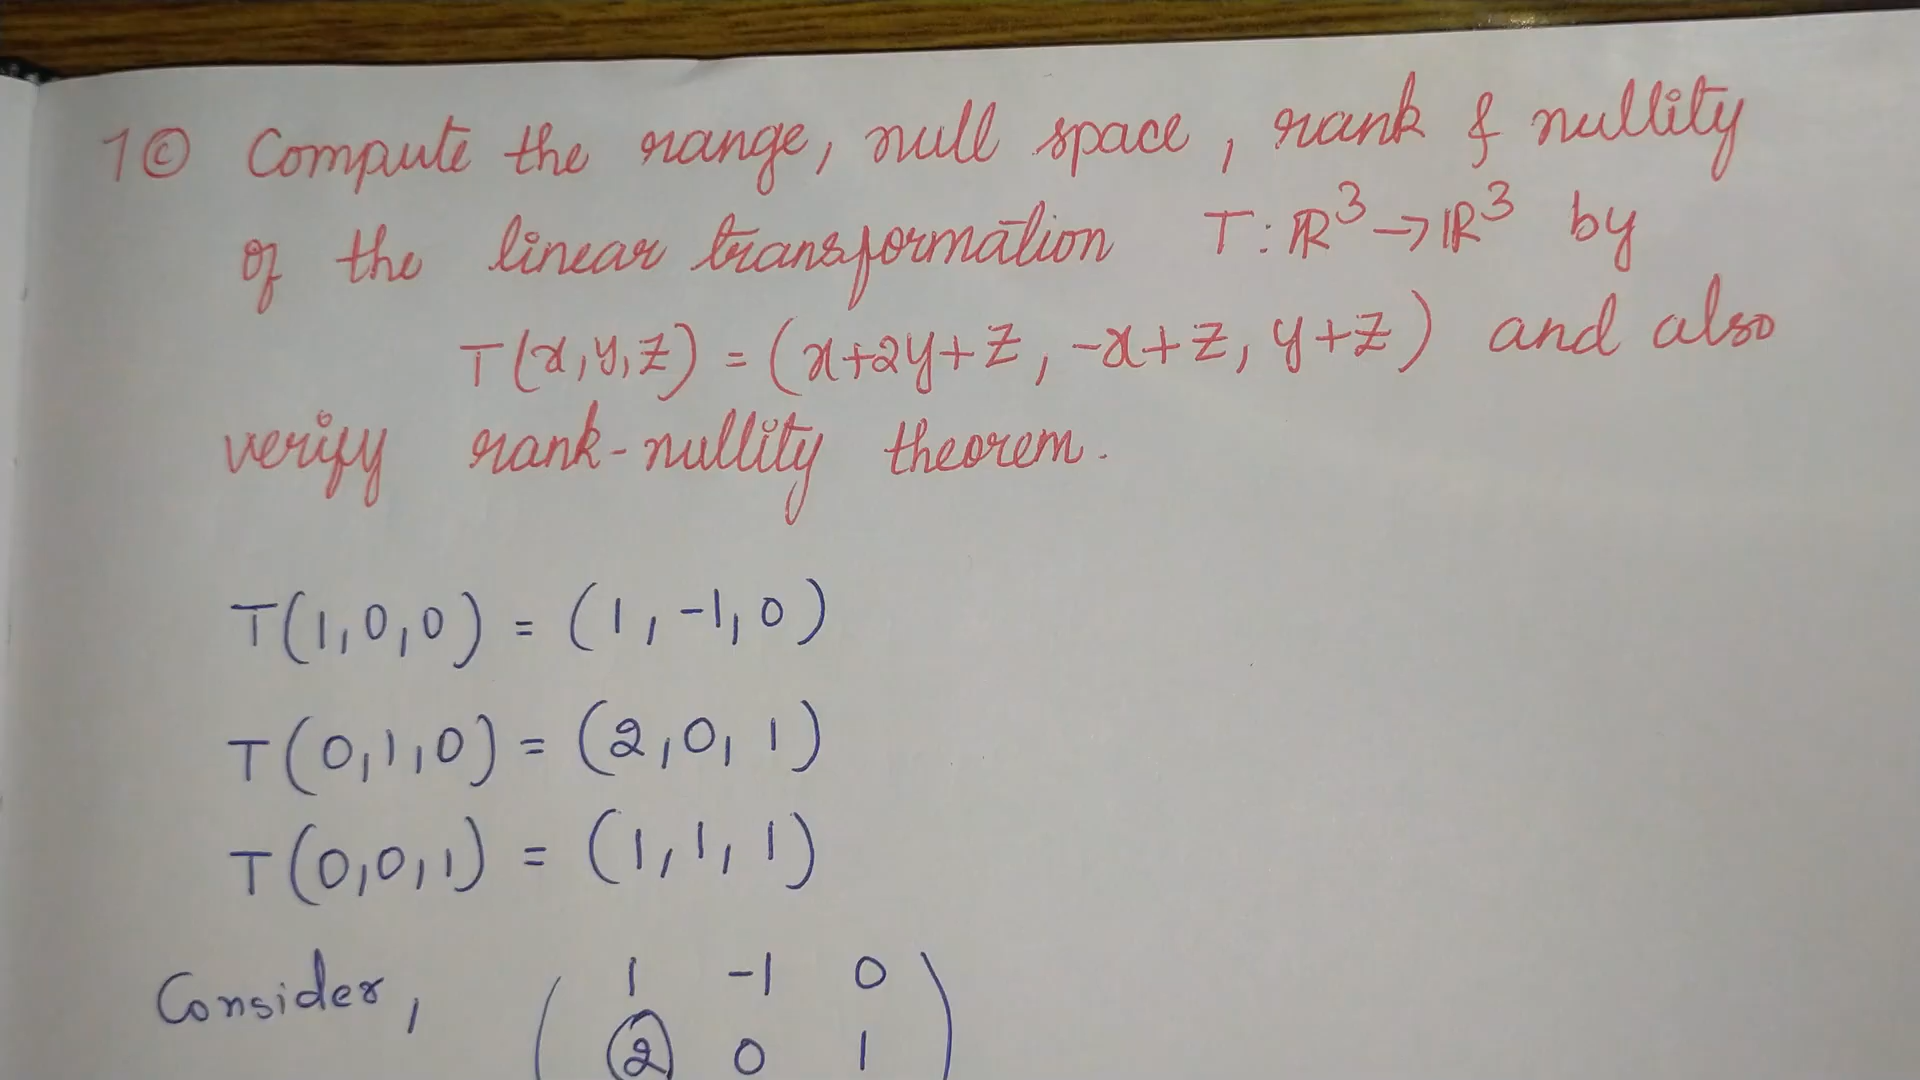 7 © Compute the range, null space, rank & nullity
of the linear transformation T: ℝ³→ℝ³ by
T(x,y,z) = (x+2y+z, -x+z, y+z) and also
verify rank-nullity theorem.
T(1,0,0) = (1,-1,0)
T(0,1,0) = (2,0,1)
T(0,0,1) = (1,1,1)
Consider, ( 1 -1 0
2 0 1 )